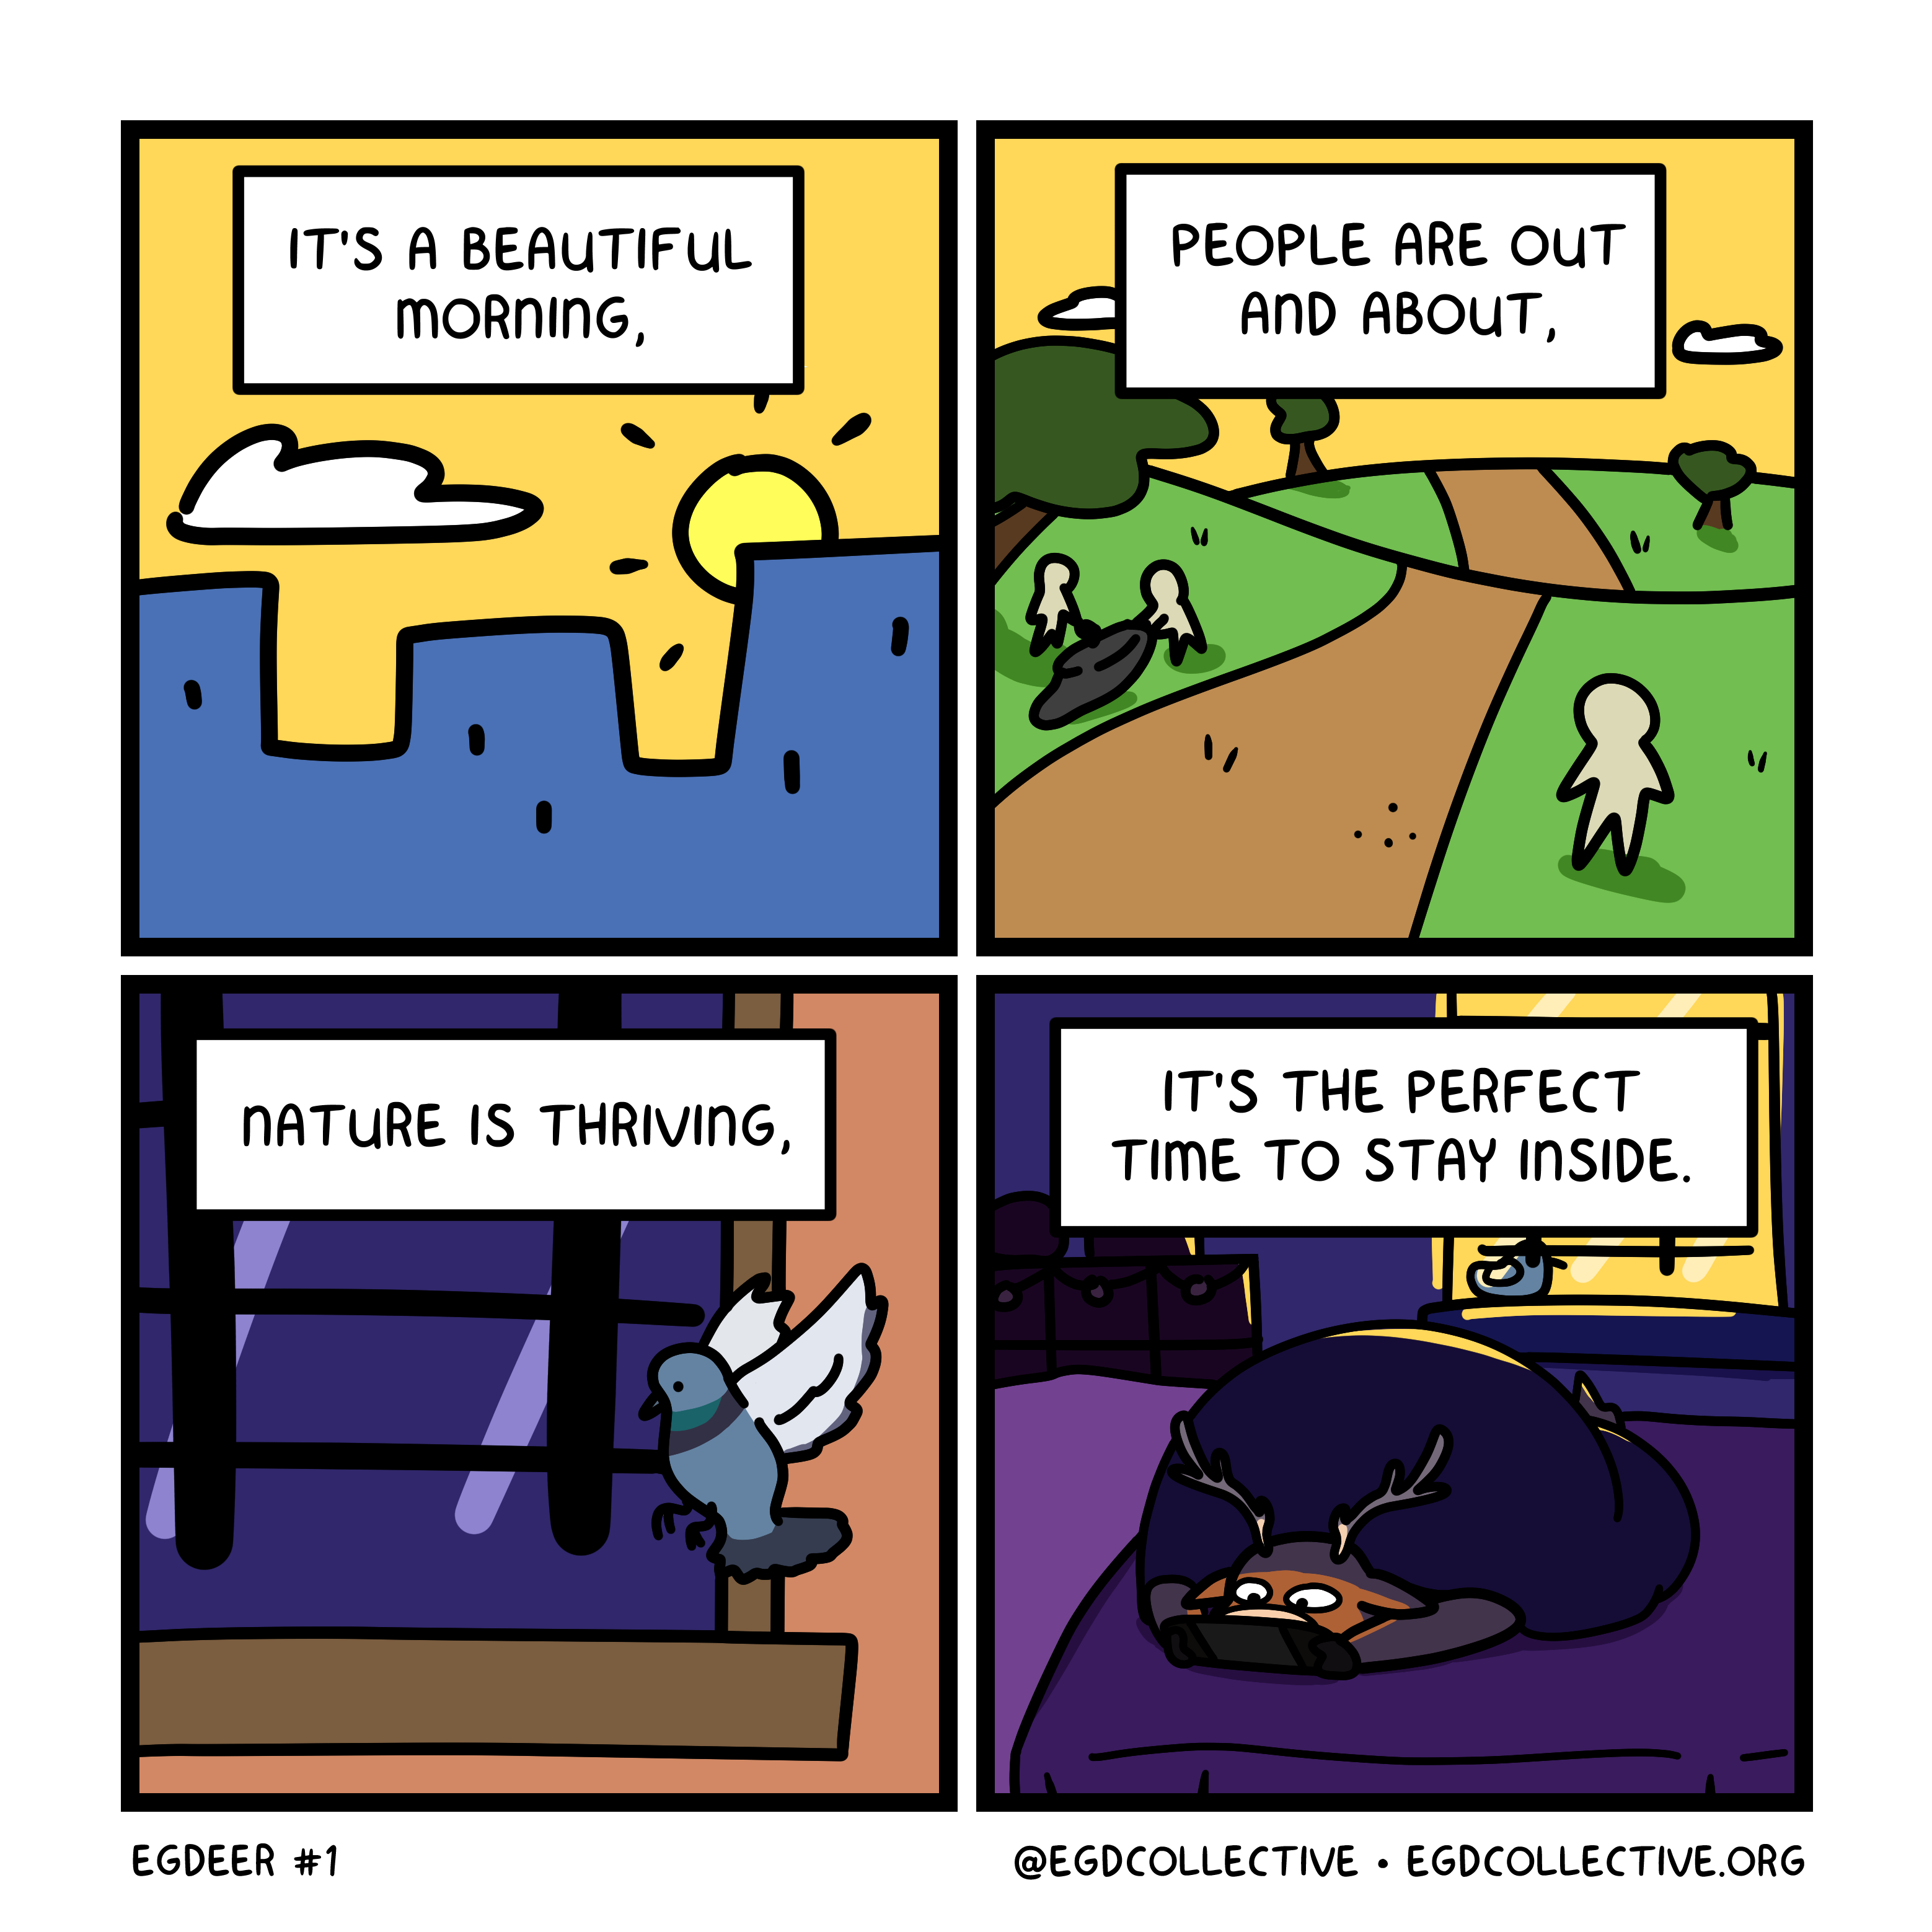 IT'S A BEAUTIFUL
MORNING,
PEOPLE ARE OUT
AND ABOUT,
NATURE IS THRIVING,
IT'S THE PERFECT
TIME TO STAY INSIDE.
EGDEER #1
@EGDCOLLECTIVE • EGDCOLLECTIVE.ORG